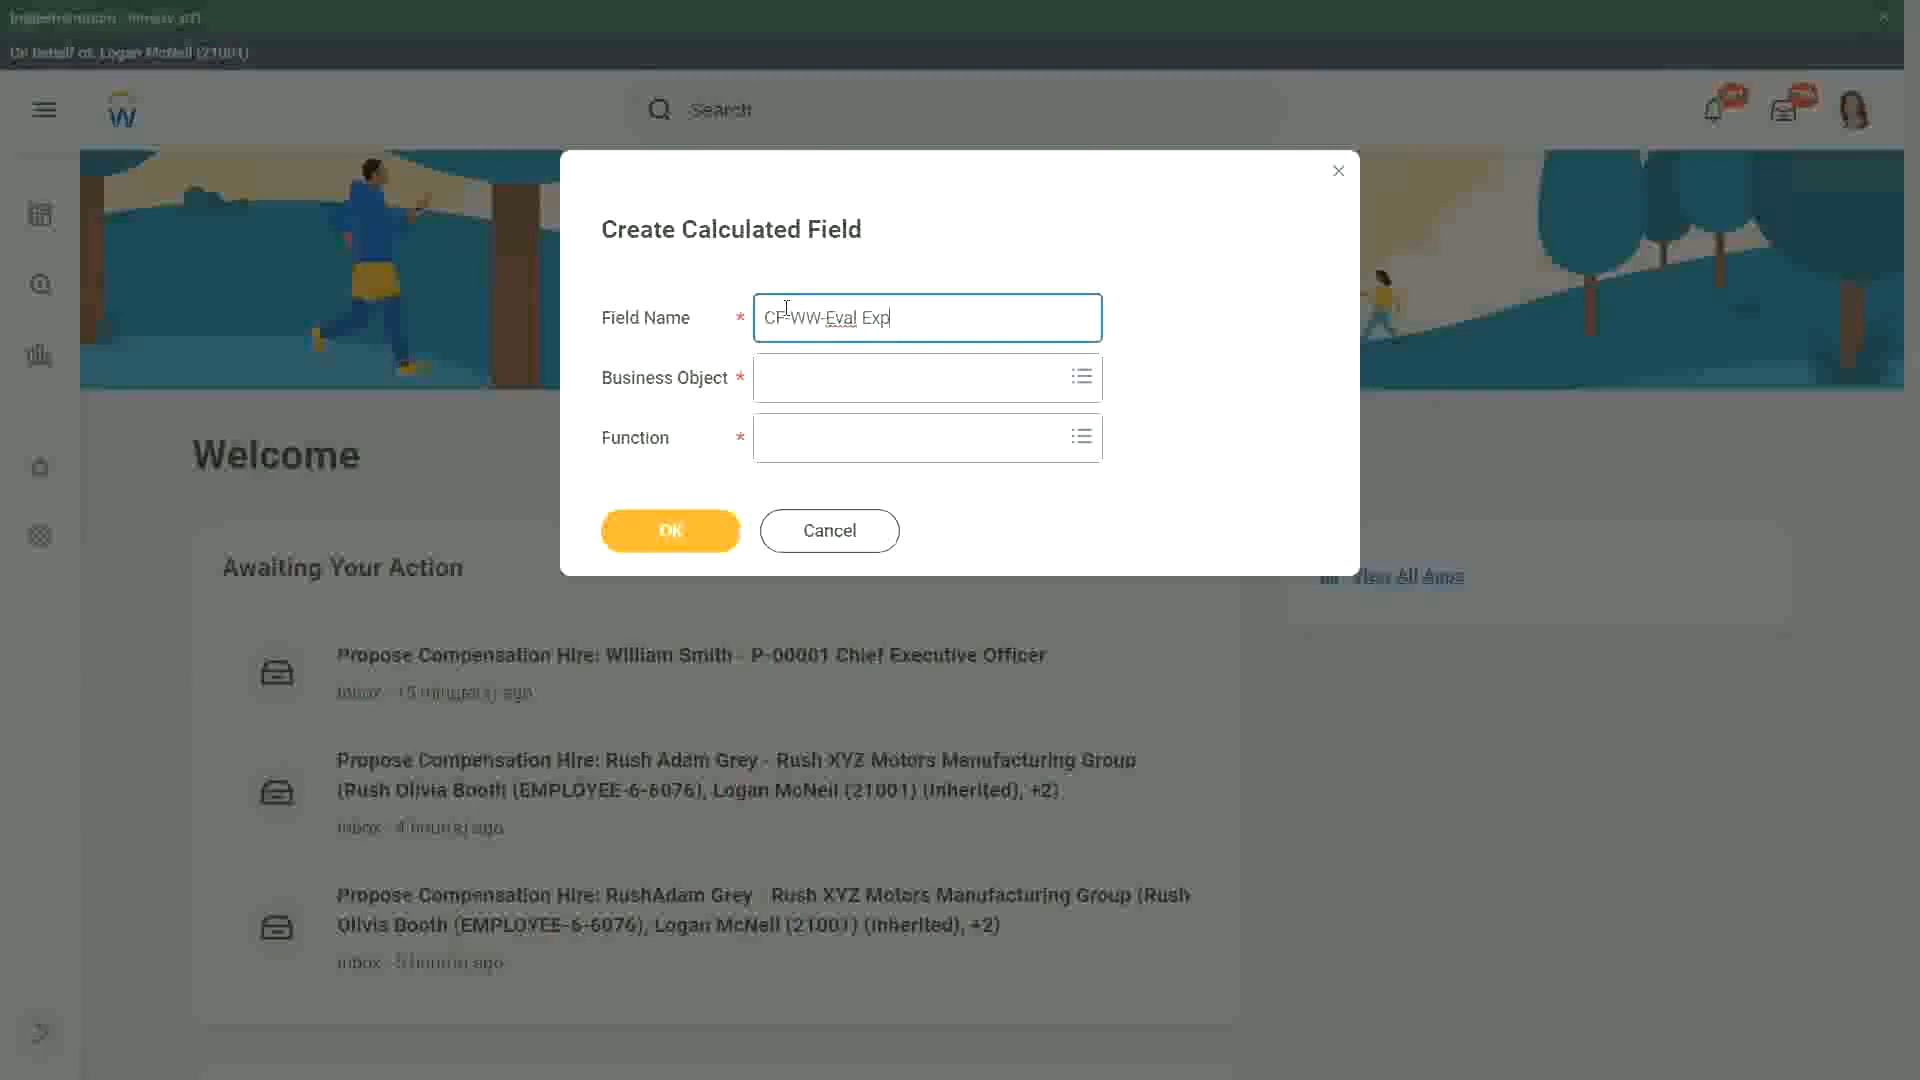 On behalf of: Logan McNeil (21001)
W
Search
Create Calculated Field
Field Name *
CF-WW-Eval Exp
Business Object *
Function *
OK
Cancel
Welcome
Awaiting Your Action
View All Apps
Propose Compensation Hire: William Smith - P-00001 Chief Executive Officer
Inbox - 15 minute(s) ago
Propose Compensation Hire: Rush Adam Grey - Rush XYZ Motors Manufacturing Group
(Rush Olivia Booth (EMPLOYEE-6-6076), Logan McNeil (21001) (Inherited), +2)
Inbox - 4 hour(s) ago
Propose Compensation Hire: RushAdam Grey - Rush XYZ Motors Manufacturing Group (Rush
Olivia Booth (EMPLOYEE-6-6076), Logan McNeil (21001) (Inherited), +2)
Inbox - 5 hour(s) ago